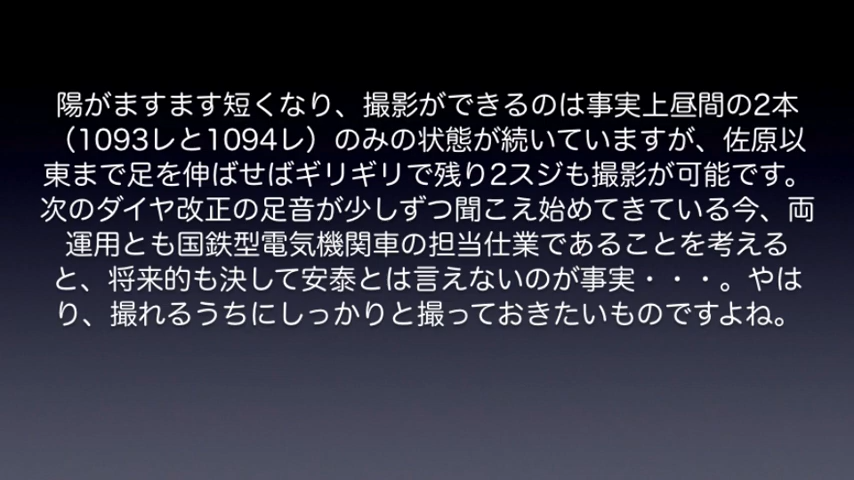 陽がますます短くなり、撮影ができるのは事実上昼間の2本
（1093レと1094レ）のみの状態が続いていますが、佐原以
東まで足を伸ばせばギリギリで残り2スジも撮影が可能です。
次のダイヤ改正の足音が少しずつ聞こえ始めてきている今、両
運用とも国鉄型電気機関車の担当仕業であることを考える
と、将来的も決して安泰とは言えないのが事実・・・。やは
り、撮れるうちにしっかりと撮っておきたいものですよね。